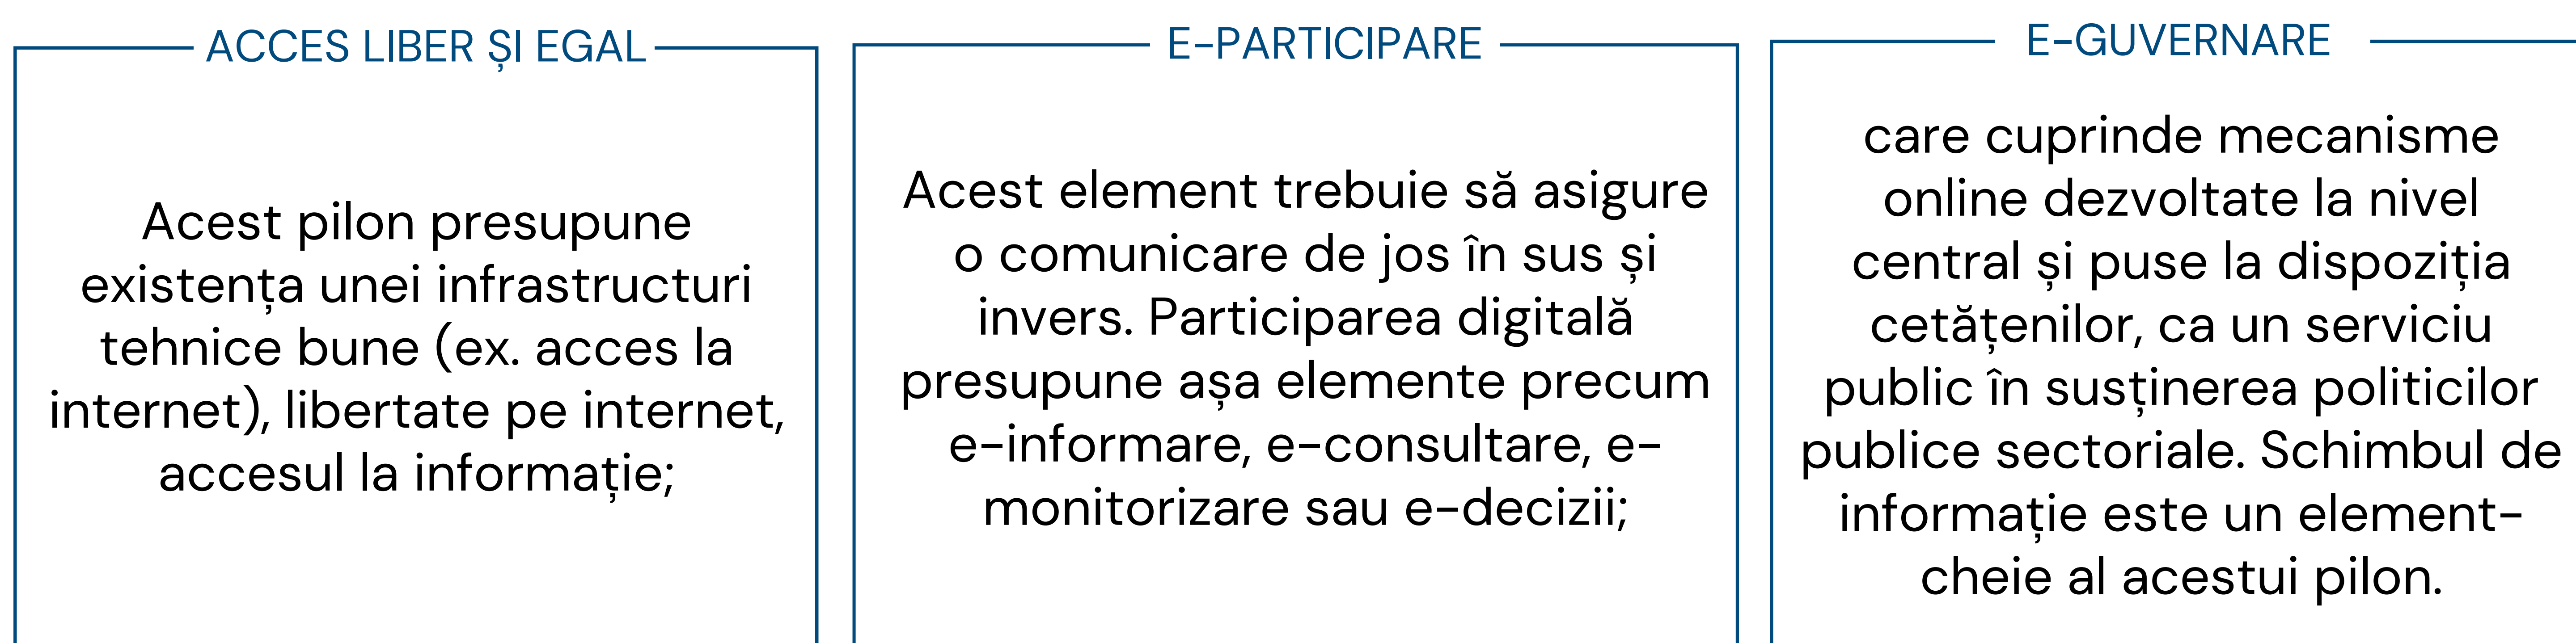 ACCES LIBER ȘI EGAL
Acest pilon presupune
existența unei infrastructuri
tehnice bune (ex. acces la
internet), libertate pe internet,
accesul la informație;
E-PARTICIPARE
Acest element trebuie să asigure
o comunicare de jos în sus și
invers. Participarea digitală
presupune așa elemente precum
e-informare, e-consultare, e-
monitorizare sau e-decizii;
E-GUVERNARE
care cuprinde mecanisme
online dezvoltate la nivel
central și puse la dispoziția
cetățenilor, ca un serviciu
public în susținerea politicilor
publice sectoriale. Schimbul de
informație este un element-
cheie al acestui pilon.